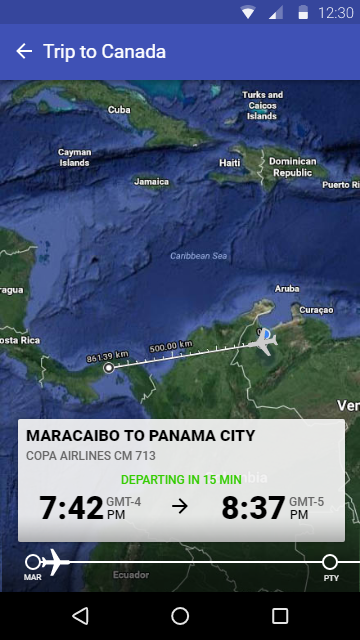 12:30
Trip to Canada
Turks and
Caicos
Islands
Cuba
Cayman
Islands
Haiti
Dominican
Republic
Jamaica
Puerto Ri
Caribbean Sea
ragua
Aruba
Curaçao
osta Rica
0
500.00 km
861.39 km
Ven
MARACAIBO TO PANAMA CITY
COPA AIRLINES CM 713
DEPARTING IN 15 MIN
7:42 GMT-4 PM → 8:37 GMT-5 PM
MAR
PTY
Ecuador